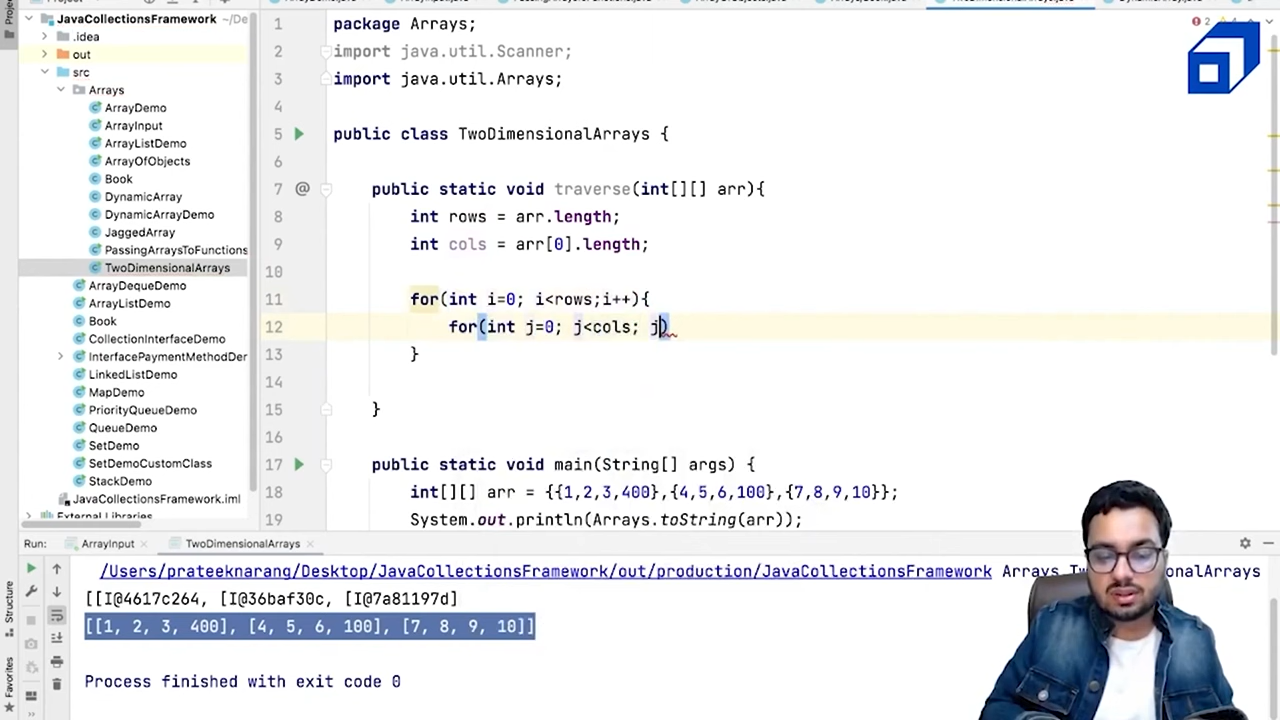 JavaCollectionsFramework ~/De
.idea
out
src
Arrays
ArrayDemo
ArrayInput
ArrayListDemo
ArrayOfObjects
Book
DynamicArray
DynamicArrayDemo
JaggedArray
PassingArraysToFunctions
TwoDimensionalArrays
ArrayDequeDemo
ArrayListDemo
Book
CollectionInterfaceDemo
InterfacePaymentMethodDer
LinkedListDemo
MapDemo
PriorityQueueDemo
QueueDemo
SetDemo
SetDemoCustomClass
StackDemo
JavaCollectionsFramework.iml
External Libraries
1 package Arrays;
2 import java.util.Scanner;
3 import java.util.Arrays;
4
5 public class TwoDimensionalArrays {
6
7 @ public static void traverse(int[][] arr){
8 int rows = arr.length;
9 int cols = arr[0].length;
10
11 for(int i=0; i<rows;i++){
12 for(int j=0; j<cols; j)
13 }
14
15 }
16
17 public static void main(String[] args) {
18 int[][] arr = {{1,2,3,400},{4,5,6,100},{7,8,9,10}};
19 System.out.println(Arrays.toString(arr));
2
Run: ArrayInput TwoDimensionalArrays
/Users/prateeknarang/Desktop/JavaCollectionsFramework/out/production/JavaCollectionsFramework Arrays.TwoDimensionalArrays
[[I@4617c264, [I@36baf30c, [I@7a81197d]
[[1, 2, 3, 400], [4, 5, 6, 100], [7, 8, 9, 10]]
Process finished with exit code 0
Structure
Favorites